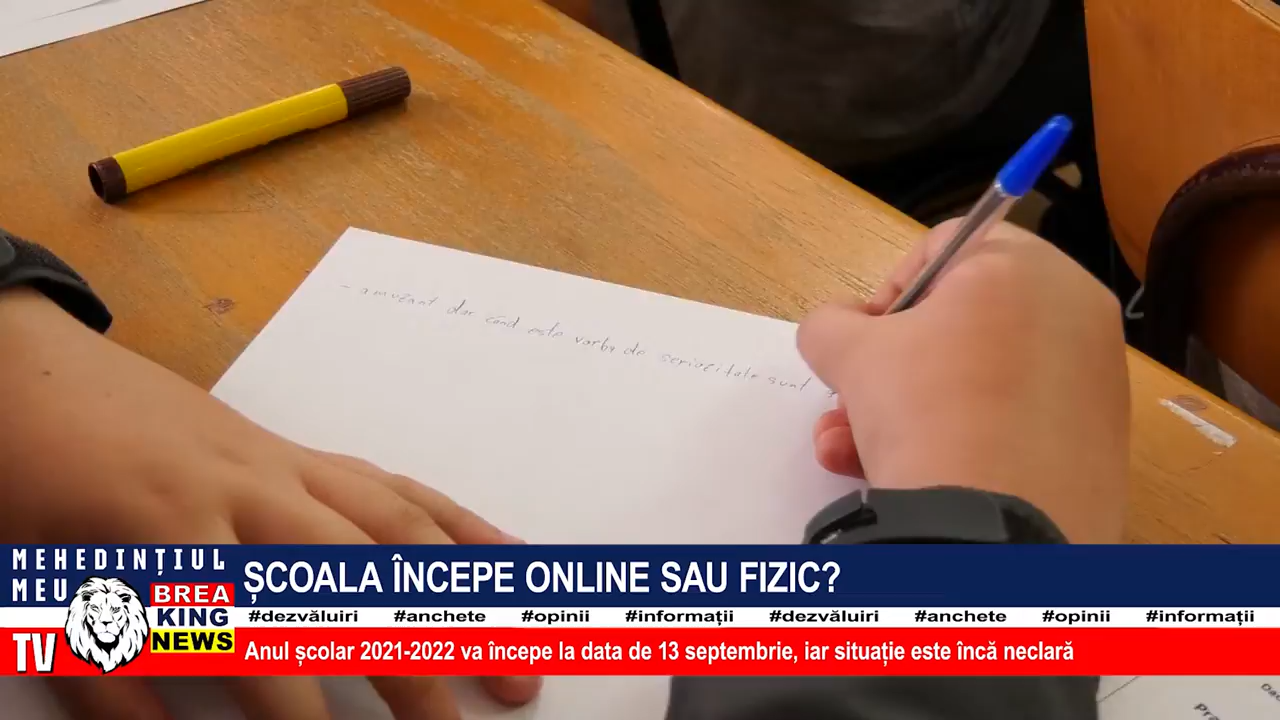 - amuzant dar când este vorba de seriozitate sunt
MEHEDINȚIUL
MEU
TV
BREA
KING
NEWS
ȘCOALA ÎNCEPE ONLINE SAU FIZIC?
#dezvăluiri #anchete #opinii #informații #dezvăluiri #anchete #opinii #informații
Anul școlar 2021-2022 va începe la data de 13 septembrie, iar situație este încă neclară